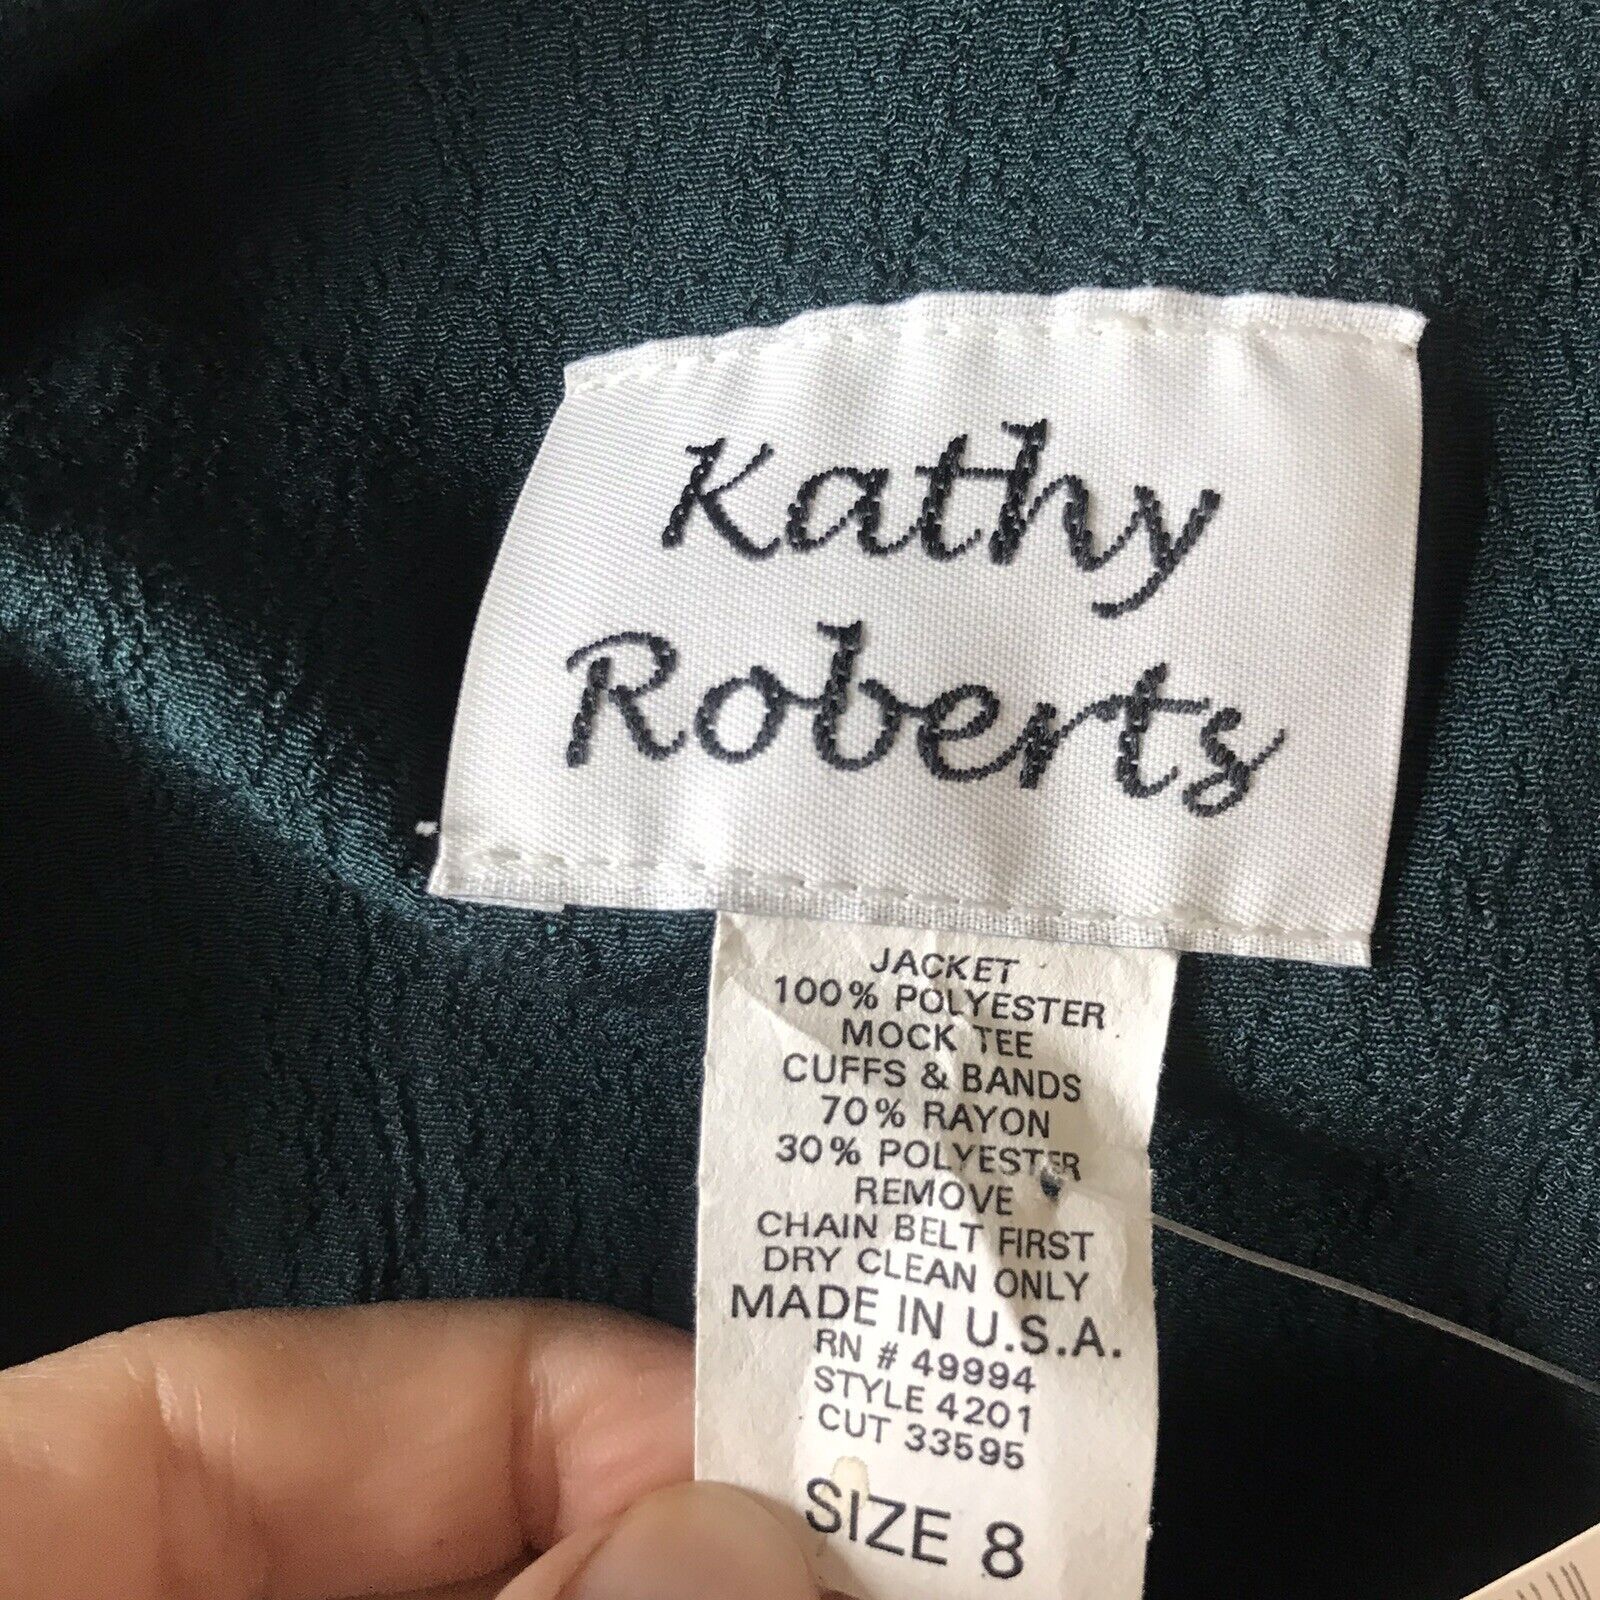 Kathy
Roberts
JACKET
100% POLYESTER
MOCK TEE
CUFFS & BANDS
70% RAYON
30% POLYESTER
REMOVE
CHAIN BELT FIRST
DRY CLEAN ONLY
MADE IN U.S.A.
RN # 49994
STYLE 4201
CUT 33595
SIZE 8